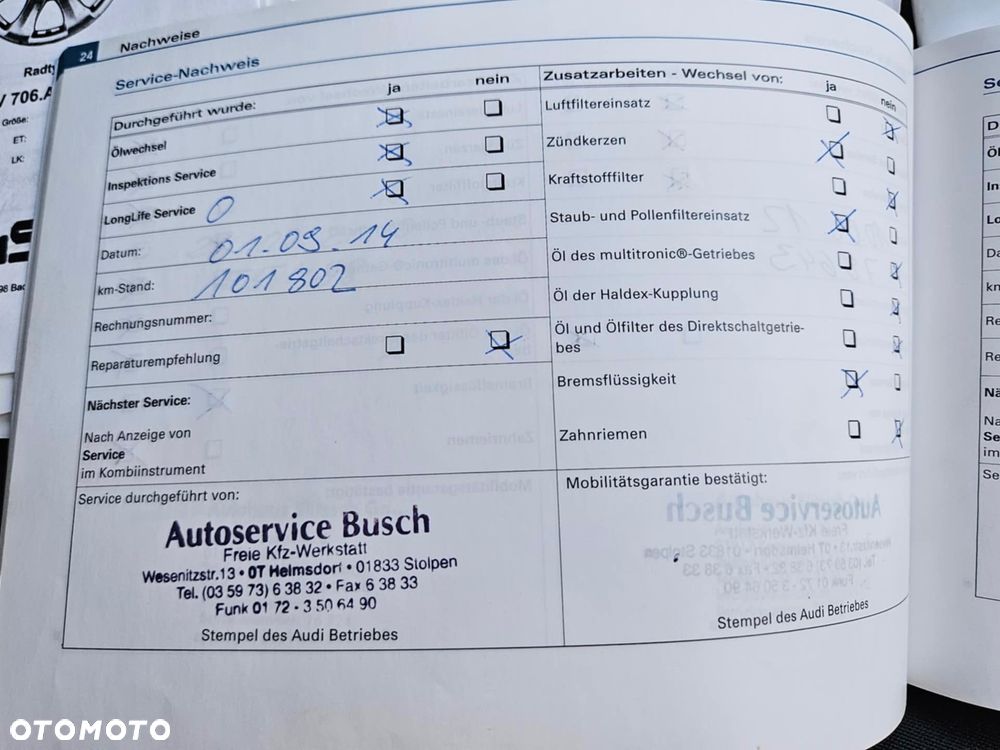 24 Nachweise
Service-Nachweis
Durchgeführt wurde: ja nein
Ölwechsel
Inspektions Service
LongLife Service O
Datum: 01.09.14
km-Stand: 101802
Rechnungsnummer:
Reparaturempfehlung
Nächster Service:
Nach Anzeige von
Service
im Kombiinstrument
Service durchgeführt von:
Autoservice Busch
Freie Kfz-Werkstatt
Wesenitzstr.13 • OT Helmsdorf • 01833 Stolpen
Tel. (03 59 73) 6 38 32 • Fax 6 38 33
Funk 01 72 - 3 50 64 90
Stempel des Audi Betriebes
Zusatzarbeiten - Wechsel von: ja nein
Luftfiltereinsatz
Zündkerzen
Kraftstofffilter
Staub- und Pollenfiltereinsatz
Öl des multitronic®-Getriebes
Öl der Haldex-Kupplung
Öl und Ölfilter des Direktschaltgetrie-
bes
Bremsflüssigkeit
Zahnriemen
Mobilitätsgarantie bestätigt:
Stempel des Audi Betriebes
Größe:
ET:
LK:
OTOMOTO